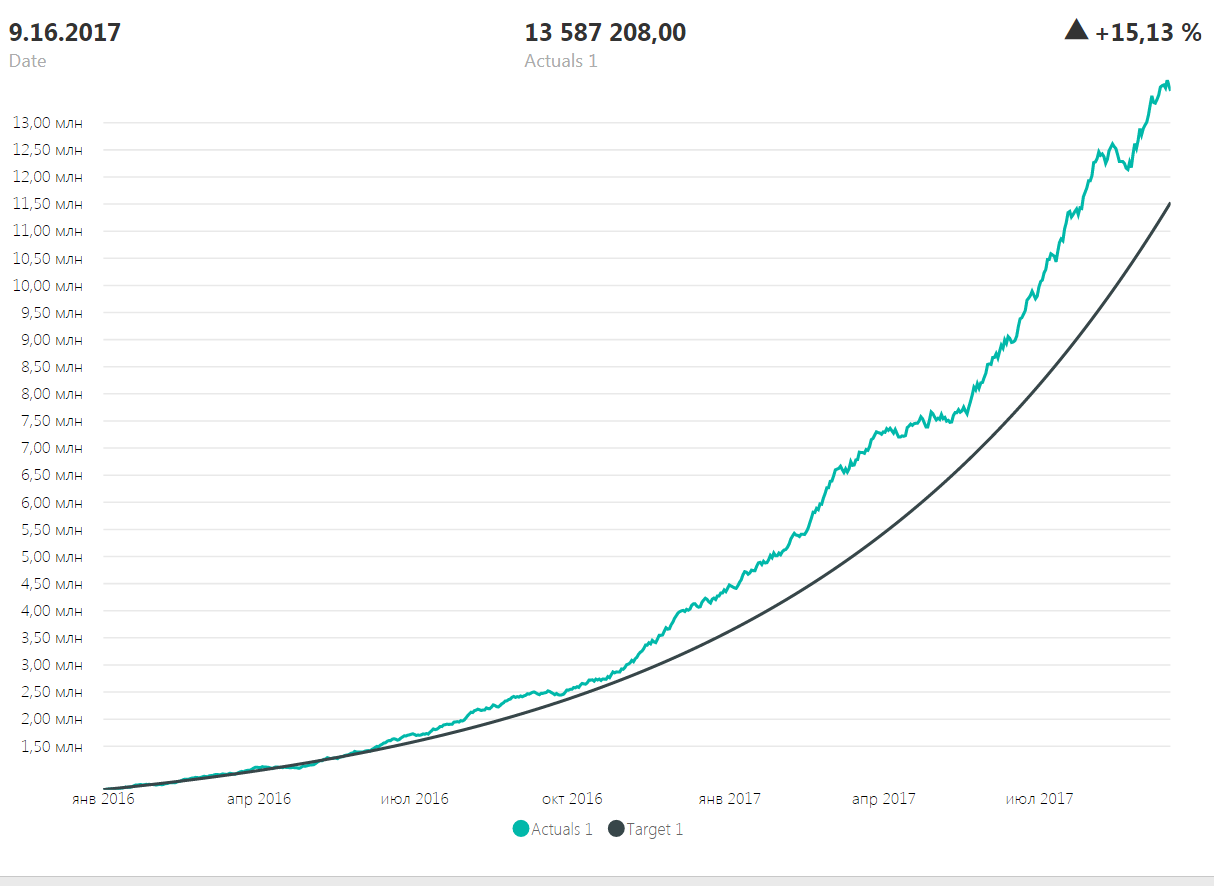 9.16.2017
Date
13 587 208,00
Actuals 1
▲ +15,13 %
13,00 млн
12,50 млн
12,00 млн
11,50 млн
11,00 млн
10,50 млн
10,00 млн
9,50 млн
9,00 млн
8,50 млн
8,00 млн
7,50 млн
7,00 млн
6,50 млн
6,00 млн
5,50 млн
5,00 млн
4,50 млн
4,00 млн
3,50 млн
3,00 млн
2,50 млн
2,00 млн
1,50 млн
янв 2016 апр 2016 июл 2016 окт 2016 янв 2017 апр 2017 июл 2017
Actuals 1 Target 1